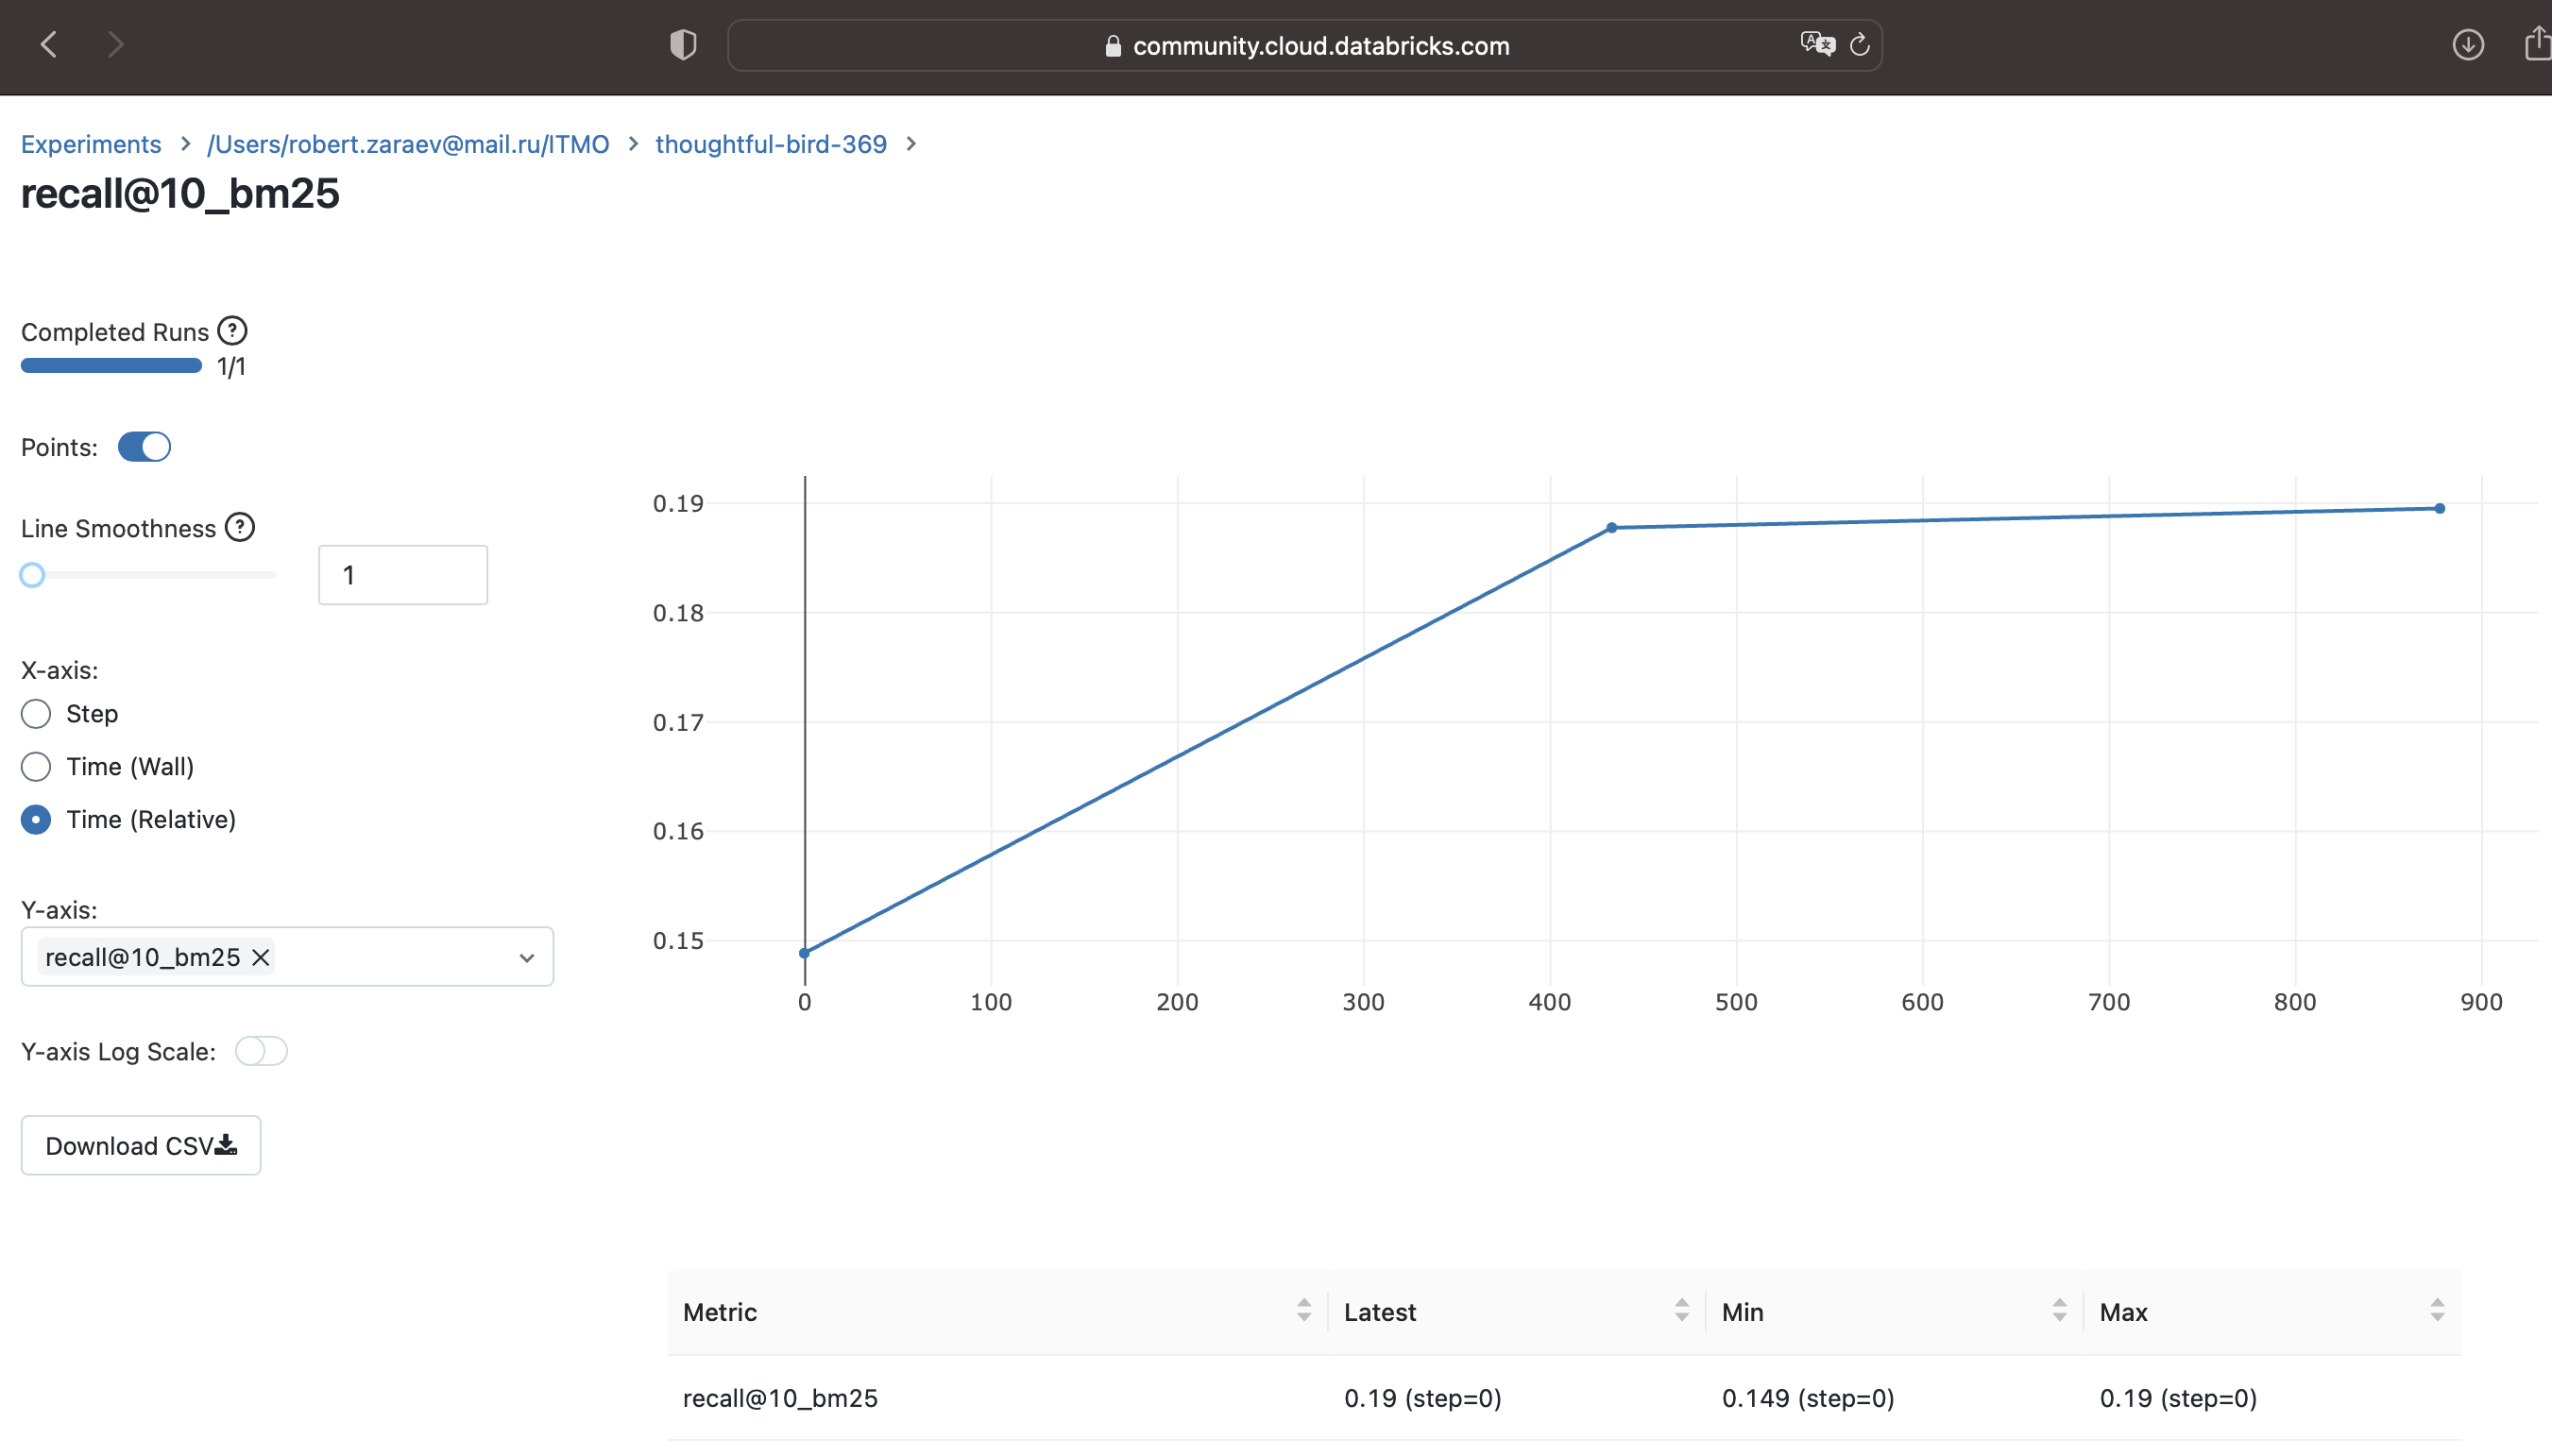 community.cloud.databricks.com
Experiments > /Users/robert.zaraev@mail.ru/ITMO > thoughtful-bird-369 >
recall@10_bm25
Completed Runs ?
1/1
Points:
Line Smoothness ?
1
X-axis:
Step
Time (Wall)
Time (Relative)
Y-axis:
recall@10_bm25
Y-axis Log Scale:
Download CSV
0.19
0.18
0.17
0.16
0.15
0 100 200 300 400 500 600 700 800 900
Metric Latest Min Max
recall@10_bm25 0.19 (step=0) 0.149 (step=0) 0.19 (step=0)